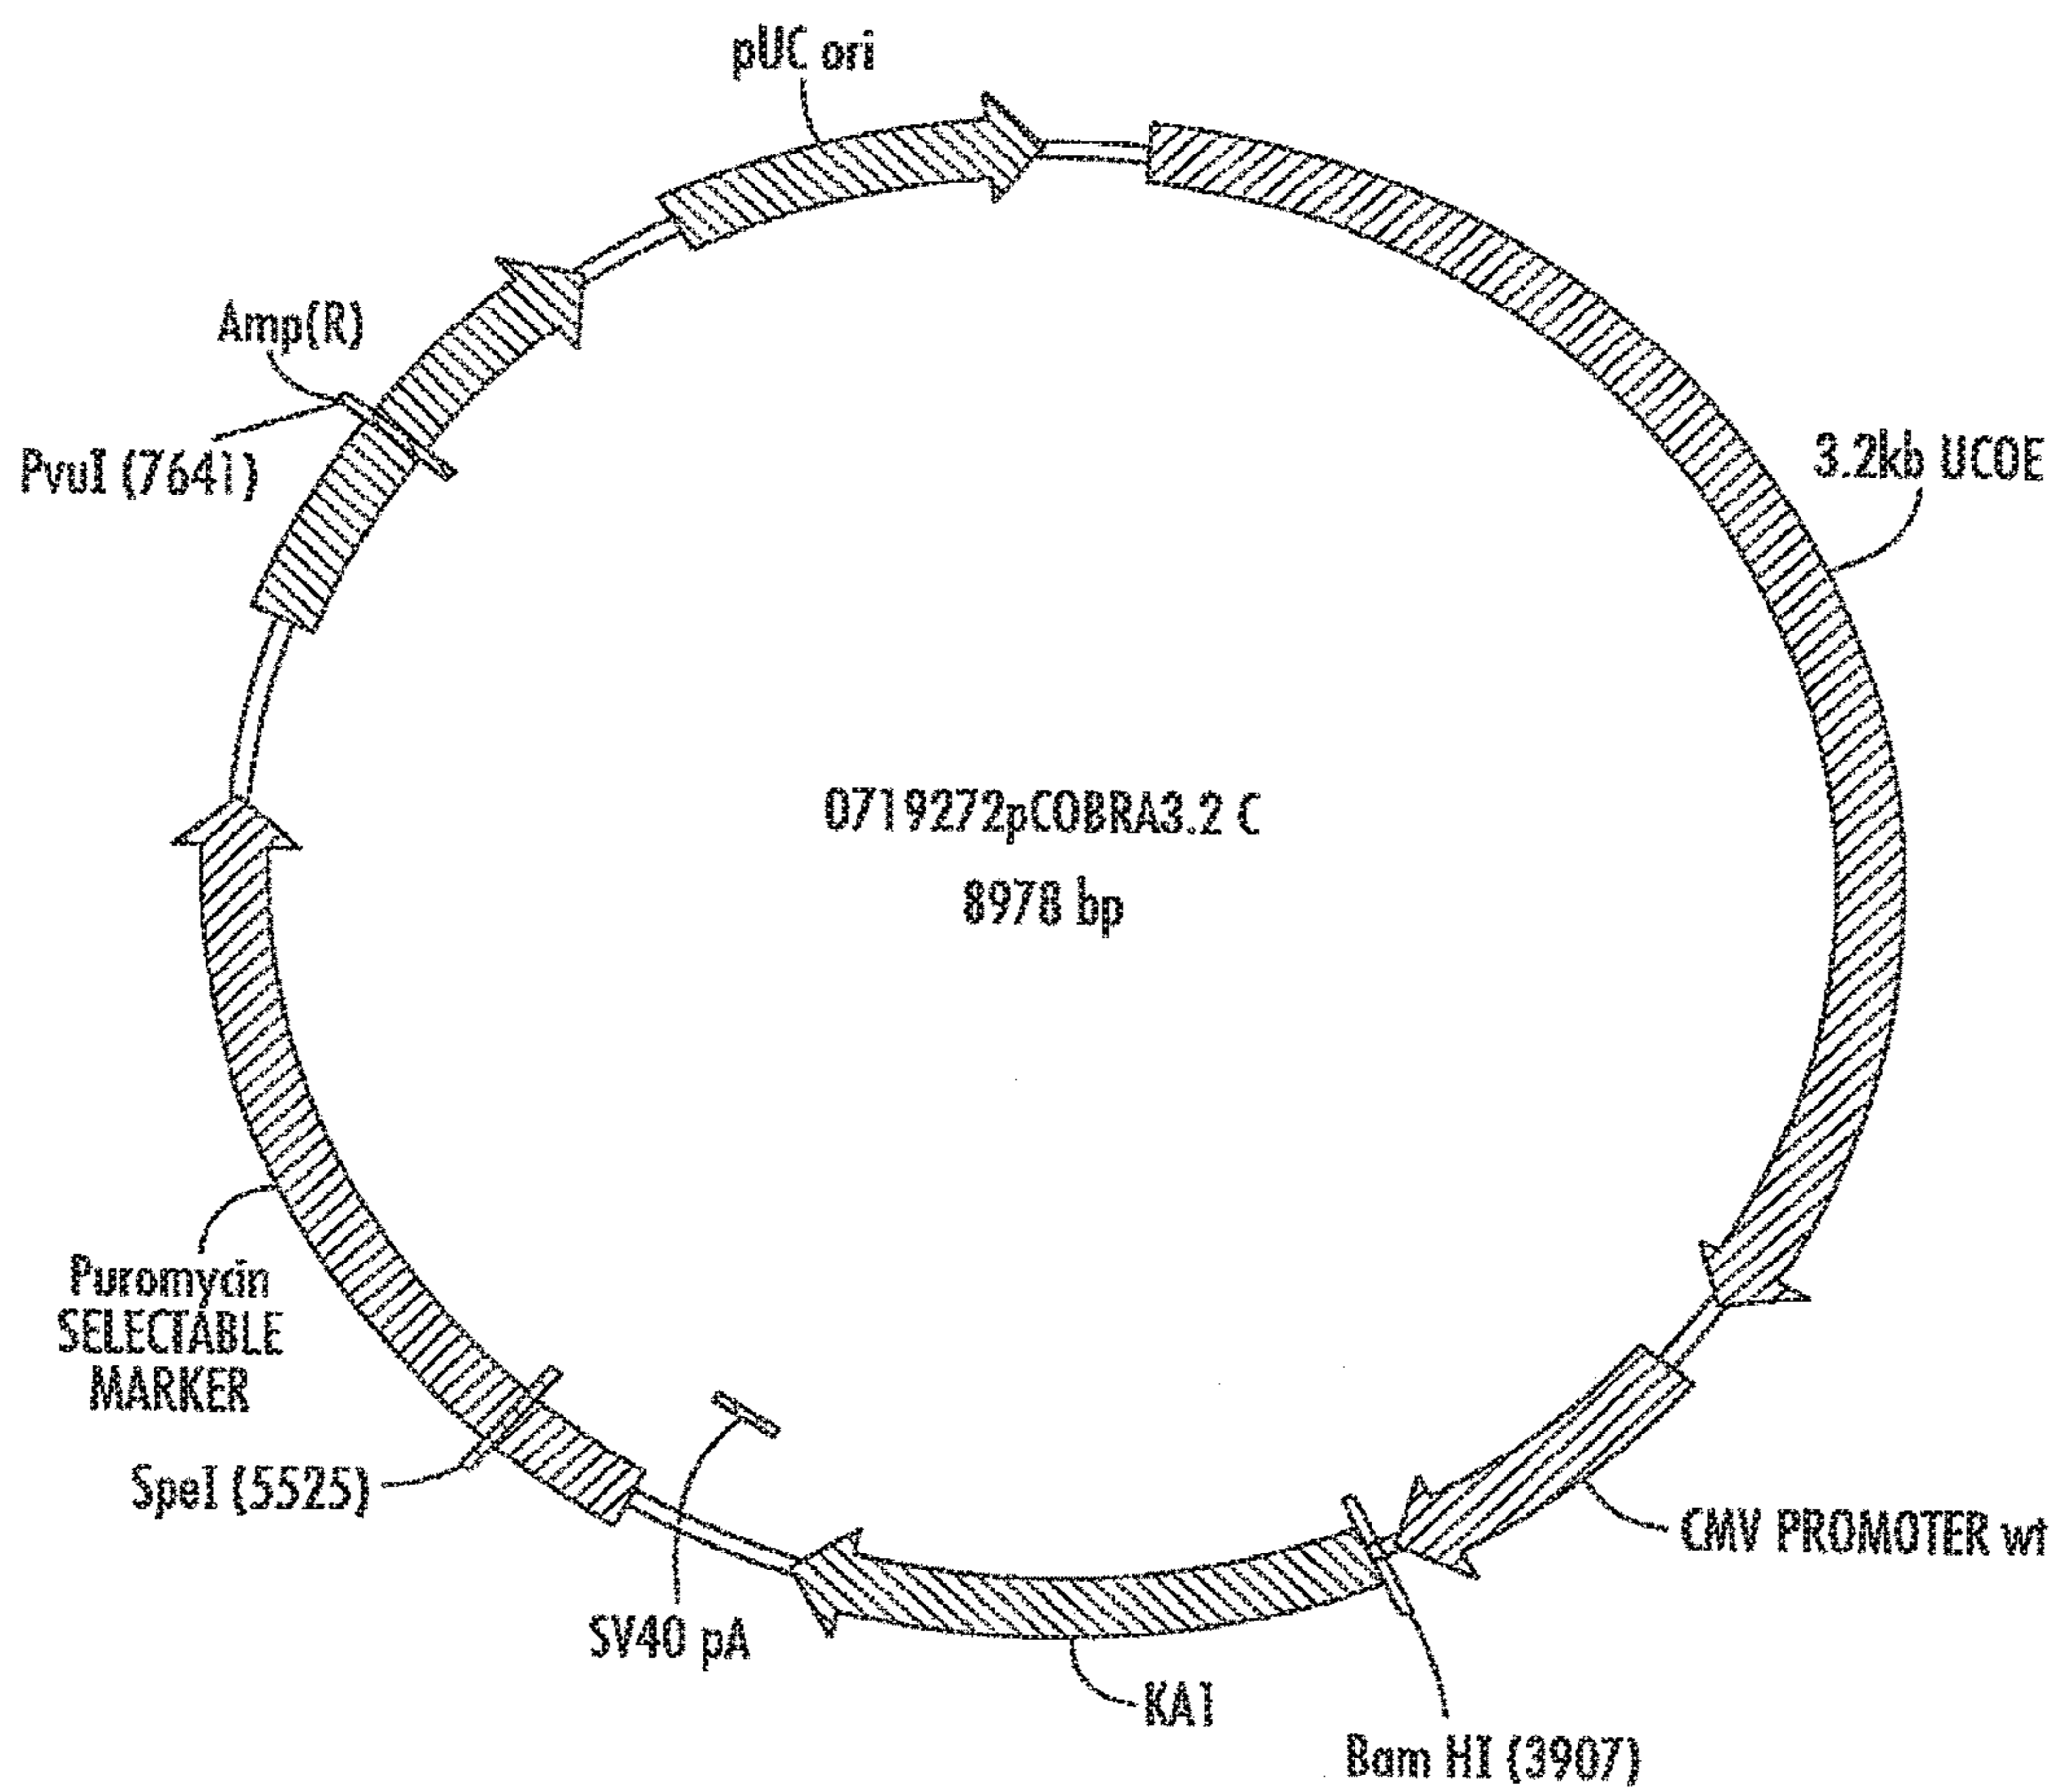 pUC ori
Amp(R)
PvuI (7641)
3.2kb UCOE
0719272pCOBRA3.2 C
8978 bp
Puromycin
SELECTABLE
MARKER
SpeI (5525)
CMV PROMOTER wt
SV40 pA
KA1
Bam HI (3907)